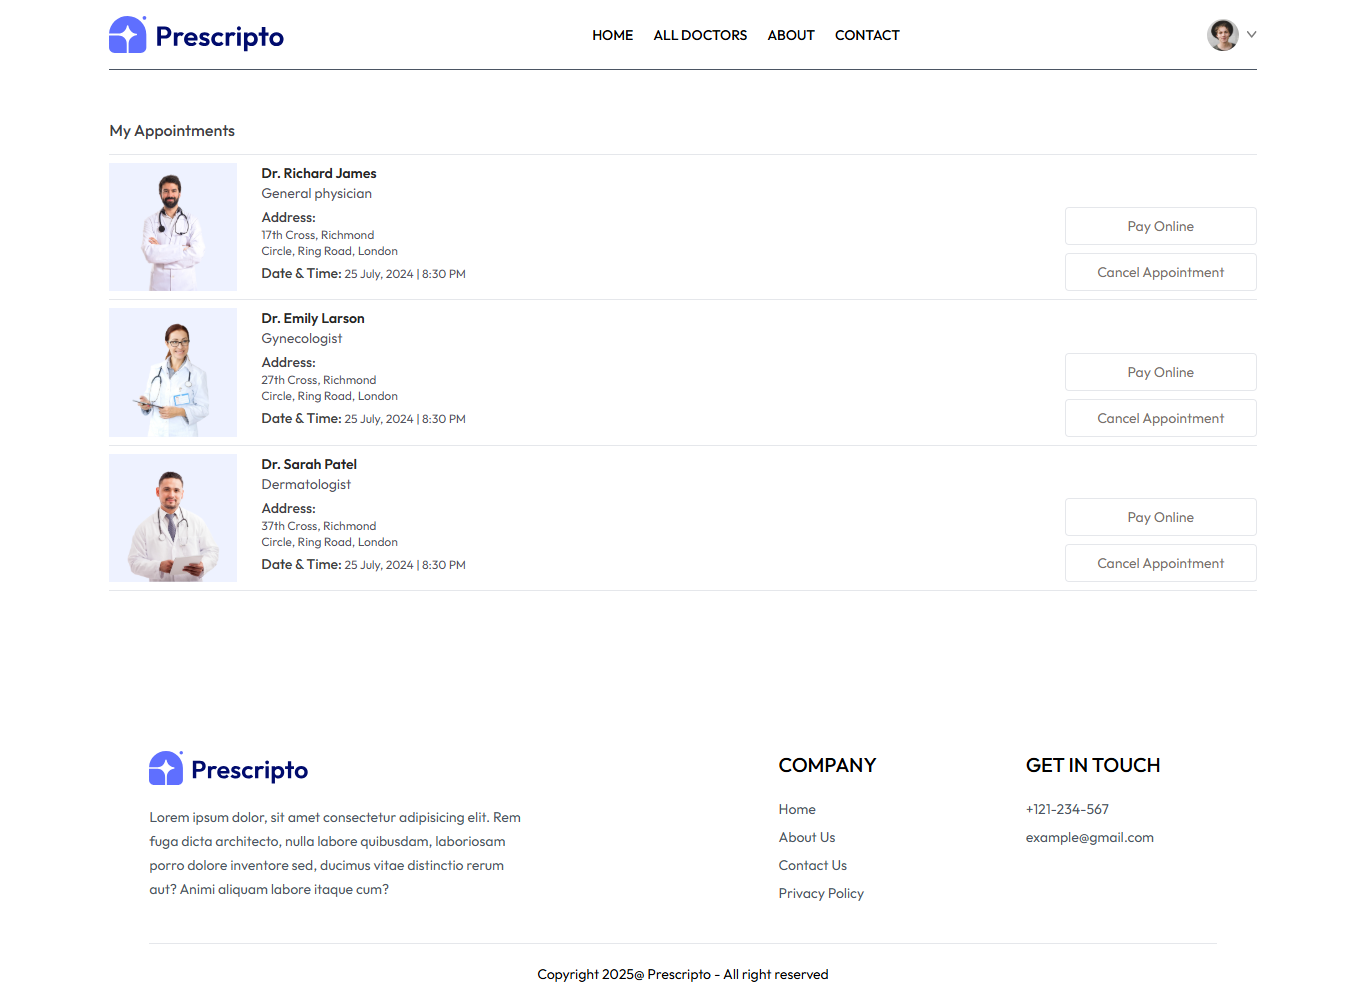 Prescripto
HOME ALL DOCTORS ABOUT CONTACT
My Appointments
Dr. Richard James
General physician
Address:
17th Cross, Richmond
Circle, Ring Road, London
Date & Time: 25 July, 2024 | 8:30 PM
Pay Online
Cancel Appointment
Dr. Emily Larson
Gynecologist
Address:
27th Cross, Richmond
Circle, Ring Road, London
Date & Time: 25 July, 2024 | 8:30 PM
Pay Online
Cancel Appointment
Dr. Sarah Patel
Dermatologist
Address:
37th Cross, Richmond
Circle, Ring Road, London
Date & Time: 25 July, 2024 | 8:30 PM
Pay Online
Cancel Appointment
Prescripto
Lorem ipsum dolor, sit amet consectetur adipisicing elit. Rem
fuga dicta architecto, nulla labore quibusdam, laboriosam
porro dolore inventore sed, ducimus vitae distinctio rerum
aut? Animi aliquam labore itaque cum?
COMPANY
Home
About Us
Contact Us
Privacy Policy
GET IN TOUCH
+121-234-567
example@gmail.com
Copyright 2025@ Prescripto - All right reserved